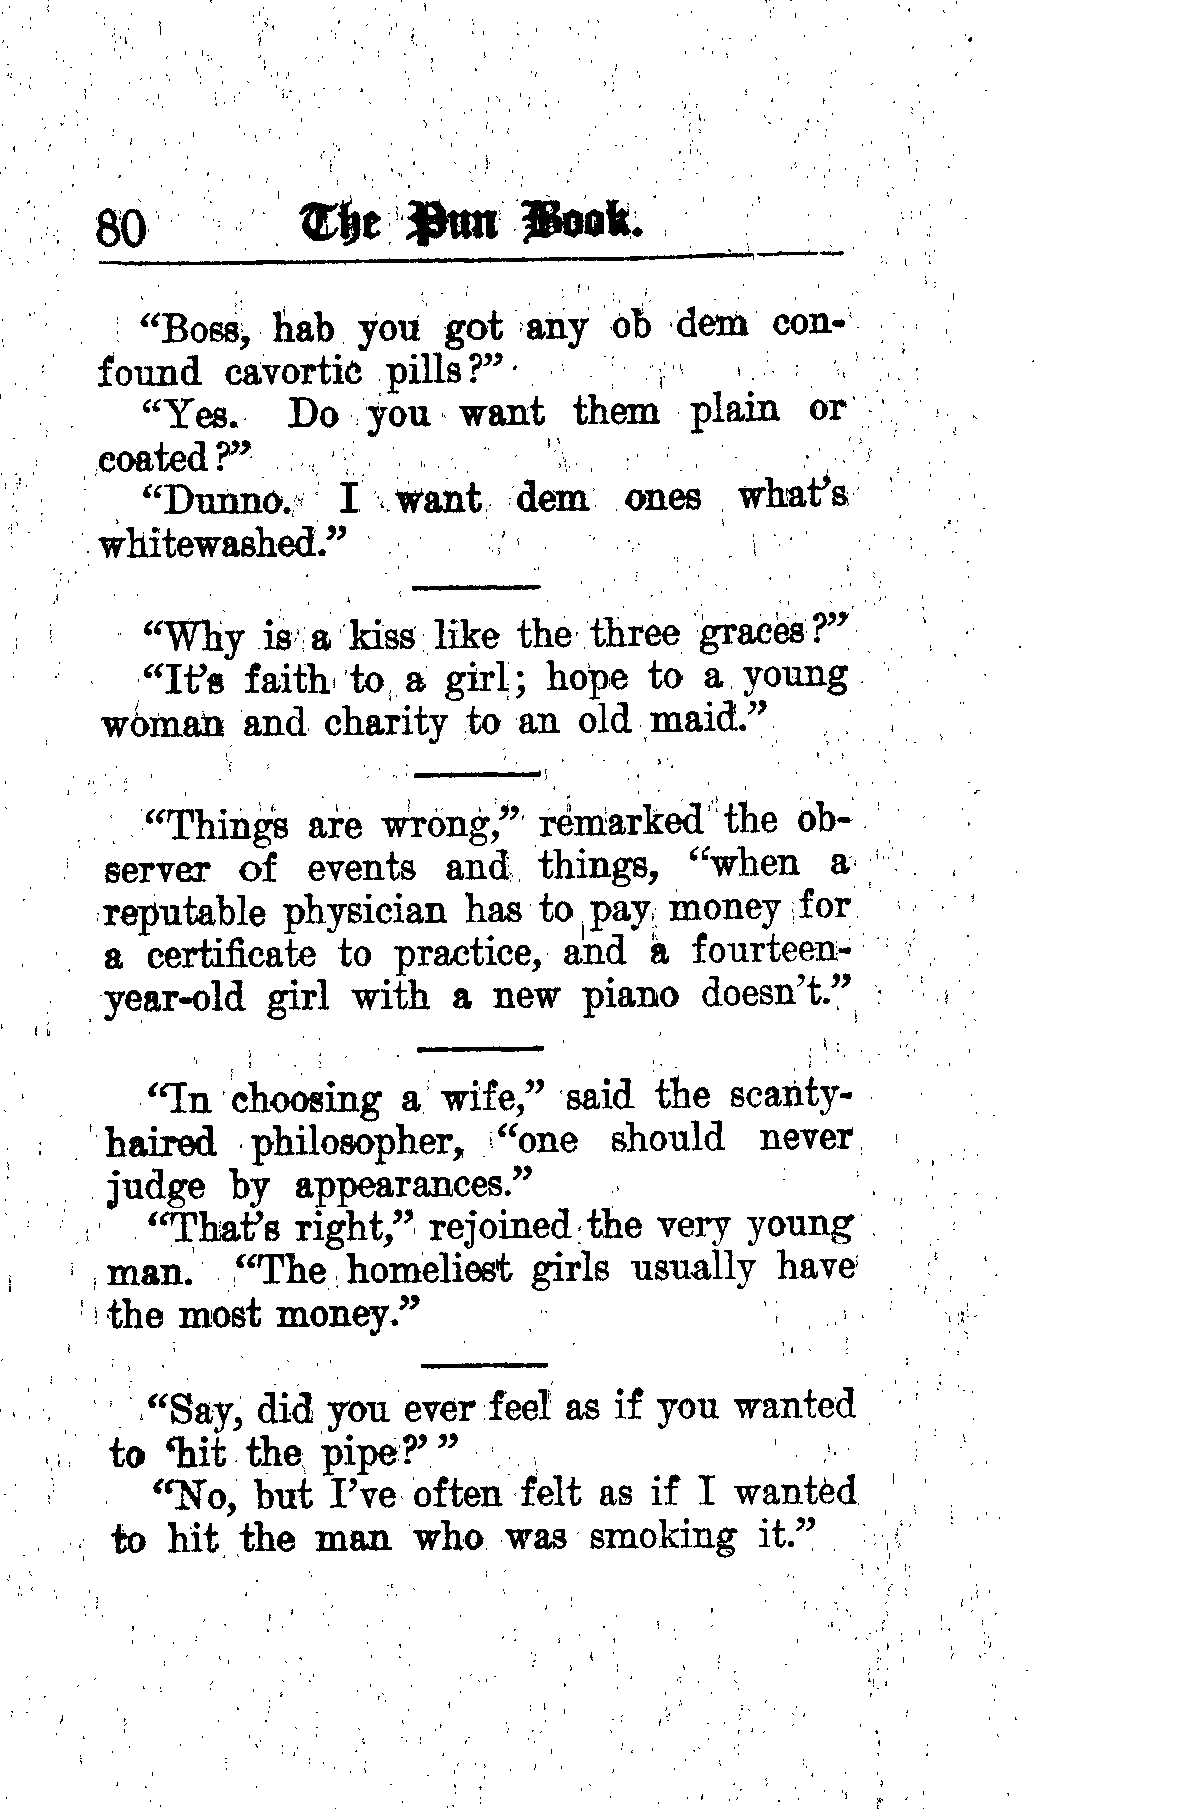 80 The Pun Book.
“Boss, hab you got any ob dem con-
found cavortic pills?”
“Yes. Do you want them plain or
coated?”
“Dunno. I want dem ones what’s
whitewashed.”
“Why is a kiss like the three graces?”
“It’s faith to a girl; hope to a young
woman and charity to an old maid.”
“Things are wrong,” remarked the ob-
server of events and things, “when a
reputable physician has to pay money for
a certificate to practice, and a fourteen-
year-old girl with a new piano doesn’t.”
“In choosing a wife,” said the scanty-
haired philosopher, “one should never
judge by appearances.”
“That’s right,” rejoined the very young
man. “The homeliest girls usually have
the most money.”
“Say, did you ever feel as if you wanted
to ‘hit the pipe?’ ”
“No, but I’ve often felt as if I wanted
to hit the man who was smoking it.”